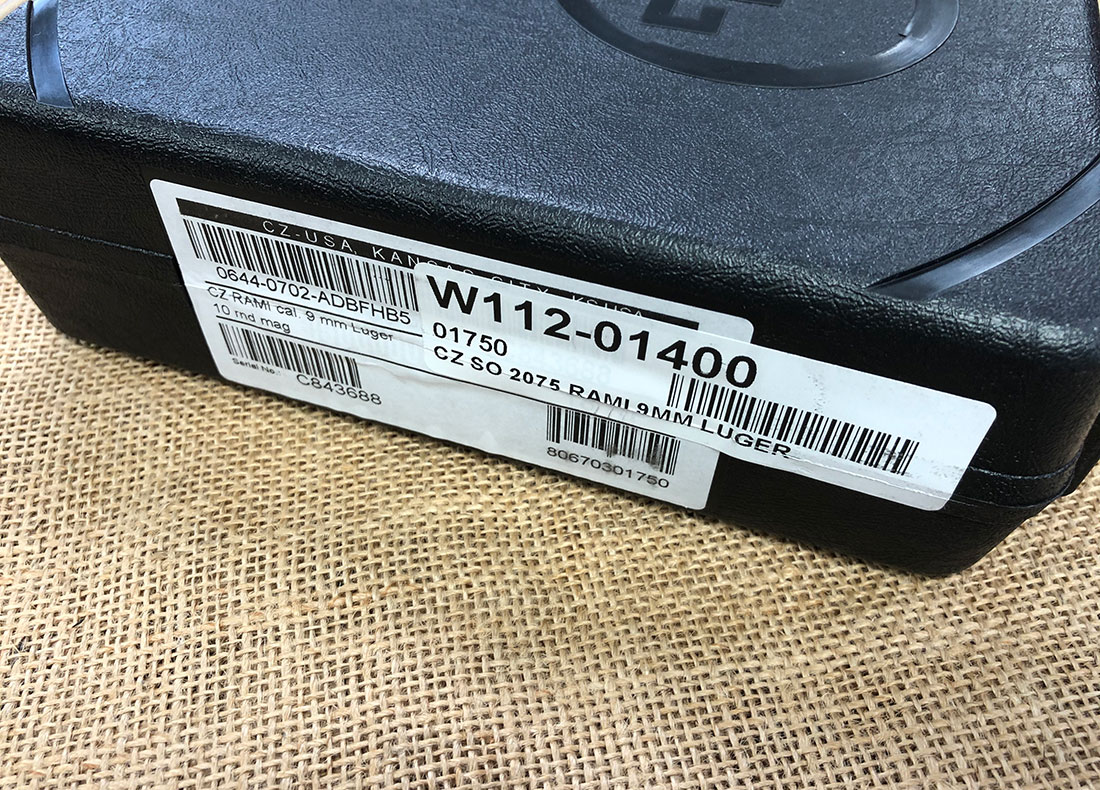 CZ-USA, KANSAS CITY, KS USA
0644-0702-ADBFHB5
CZ RAMI cal. 9 mm Luger
10 rnd mag
Serial No.:
C843688
W112-01400
01750
CZ SO 2075 RAMI 9MM LUGER
80670301750